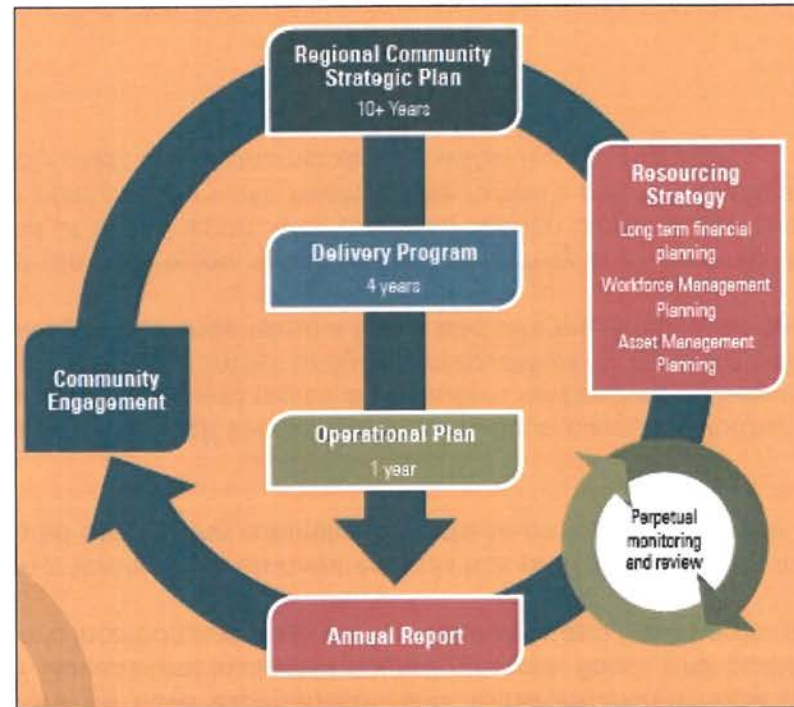 Regional Community
Strategic Plan
10+ Years
Resourcing
Strategy
Long term financial
planning
Workforce Management
Planning
Asset Management
Planning
Delivery Program
4 years
Community
Engagement
Operational Plan
1 year
Perpetual
monitoring
and review
Annual Report